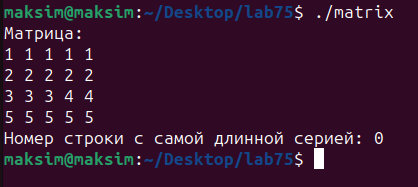 maksim@maksim:~/Desktop/lab75$ ./matrix
Матрица:
1 1 1 1 1
2 2 2 2 2
3 3 3 4 4
5 5 5 5 5
Номер строки с самой длинной серией: 0
maksim@maksim:~/Desktop/lab75$